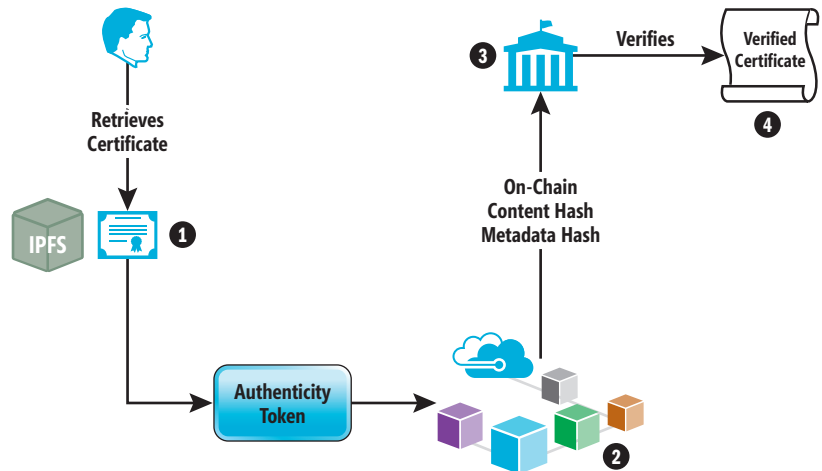 Retrieves
Certificate
IPFS
1
Authenticity
Token
2
On-Chain
Content Hash
Metadata Hash
3
Verifies
Verified
Certificate
4